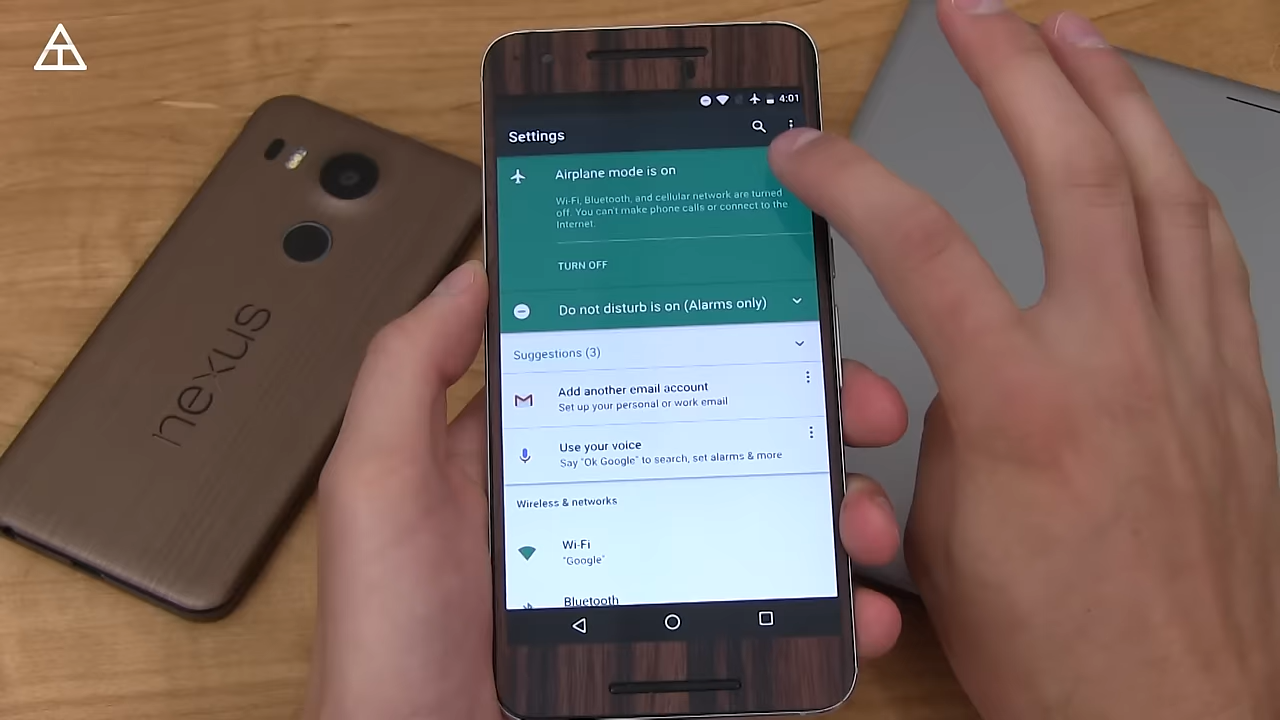 4:01
Settings
Airplane mode is on
Wi-Fi, Bluetooth, and cellular network are turned
off. You can't make phone calls or connect to the
Internet.
TURN OFF
Do not disturb is on (Alarms only)
Suggestions (3)
Add another email account
Set up your personal or work email
Use your voice
Say "Ok Google" to search, set alarms & more
Wireless & networks
Wi-Fi
"Google"
Bluetooth
nexus